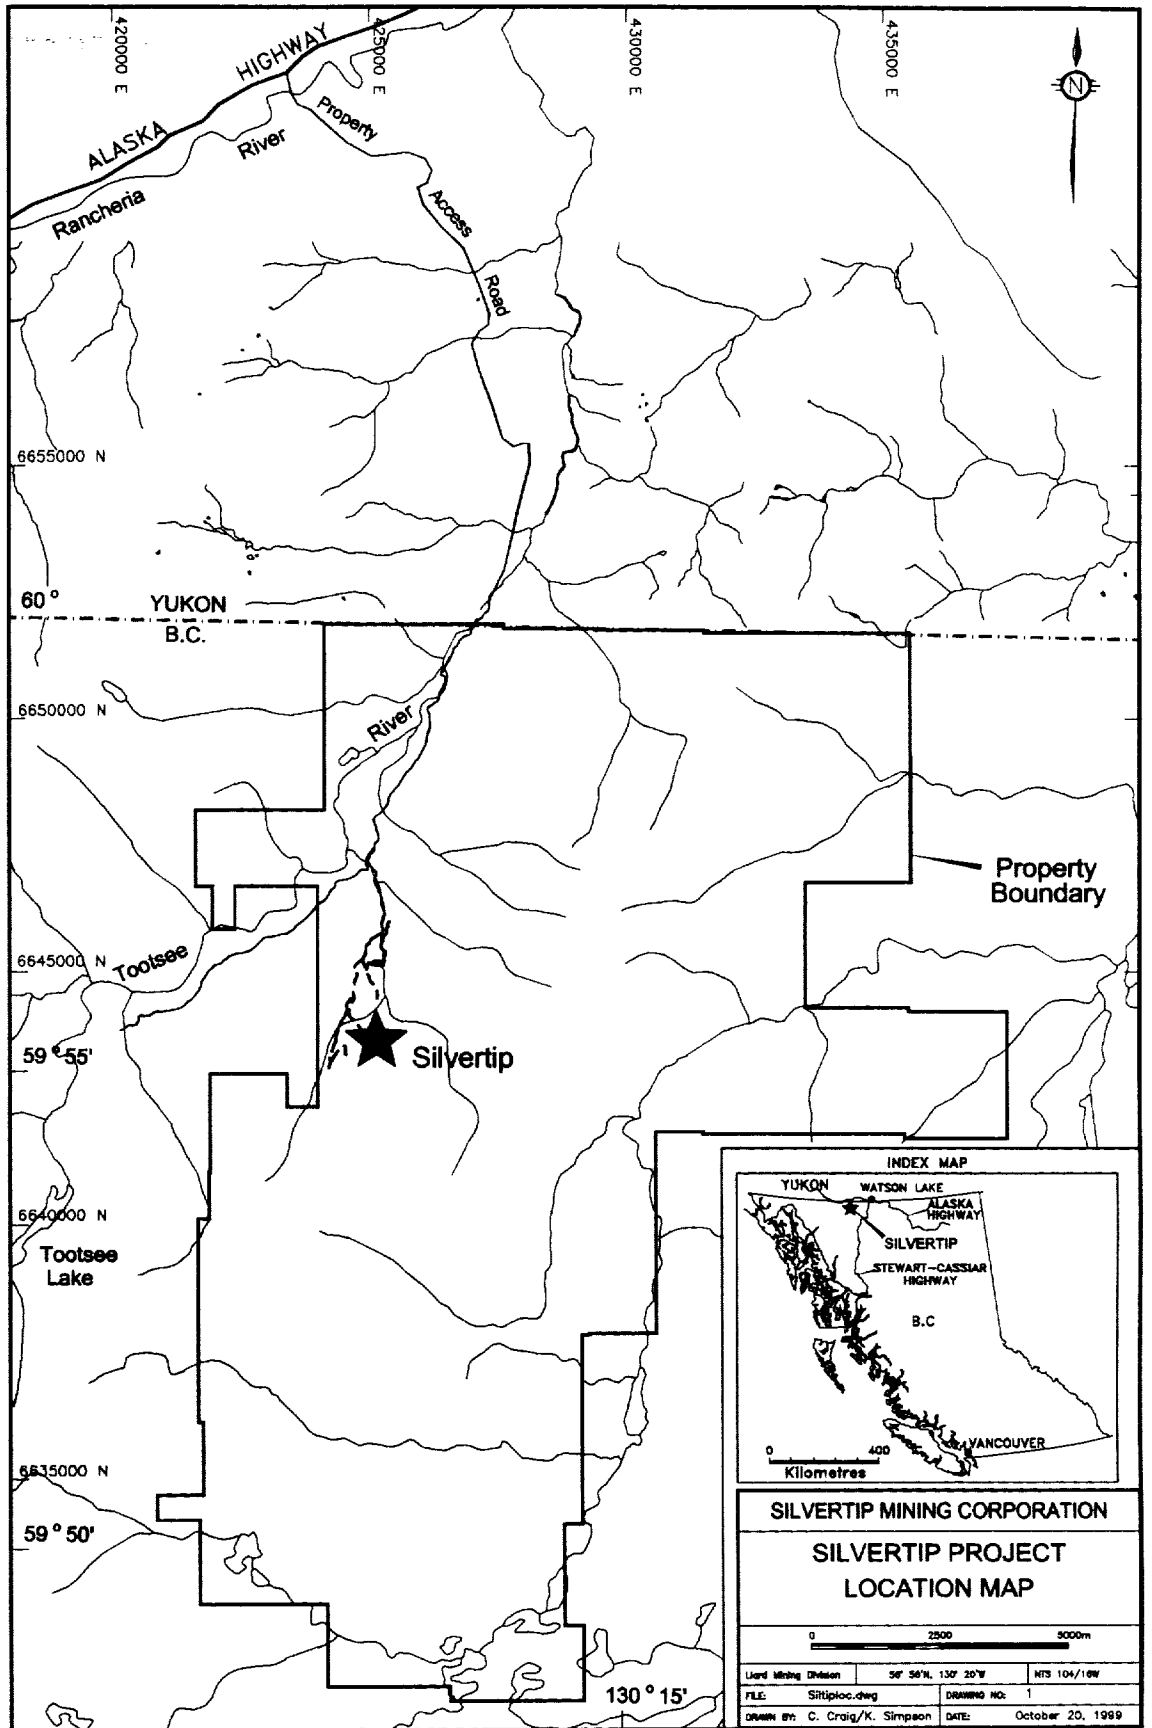 420000 E
425000 E
430000 E
435000 E
N
ALASKA HIGHWAY
Rancheria River
Property Access Road
6655000 N
60°
YUKON
B.C.
6650000 N
River
Property
Boundary
6645000 N
Tootsee
59°55'
Silvertip
6640000 N
Tootsee
Lake
6635000 N
59°50'
130°15'
INDEX MAP
YUKON
WATSON LAKE
ALASKA
HIGHWAY
SILVERTIP
STEWART-CASSIAR
HIGHWAY
B.C
VANCOUVER
0 400
Kilometres
SILVERTIP MINING CORPORATION
SILVERTIP PROJECT
LOCATION MAP
0 2500 5000m
Liard Mining Division
130° 20'W
NTS 104/16W
FILE: Siltiploc.dwg
DRAWING NO: 1
DRAWN BY: C. Craig/K. Simpson
DATE: October 20, 1999